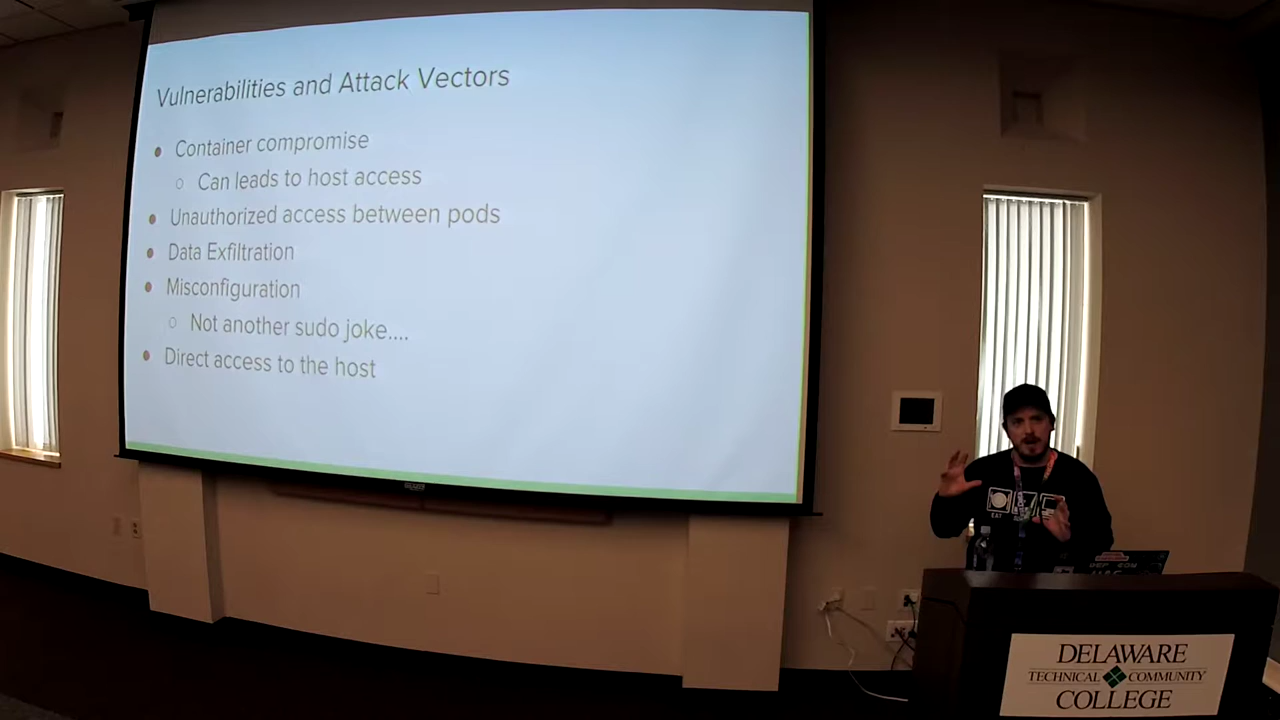 Vulnerabilities and Attack Vectors
Container compromise
Can leads to host access
Unauthorized access between pods
Data Exfiltration
Misconfiguration
Not another sudo joke....
Direct access to the host
EAT
DELAWARE
TECHNICAL COMMUNITY
COLLEGE